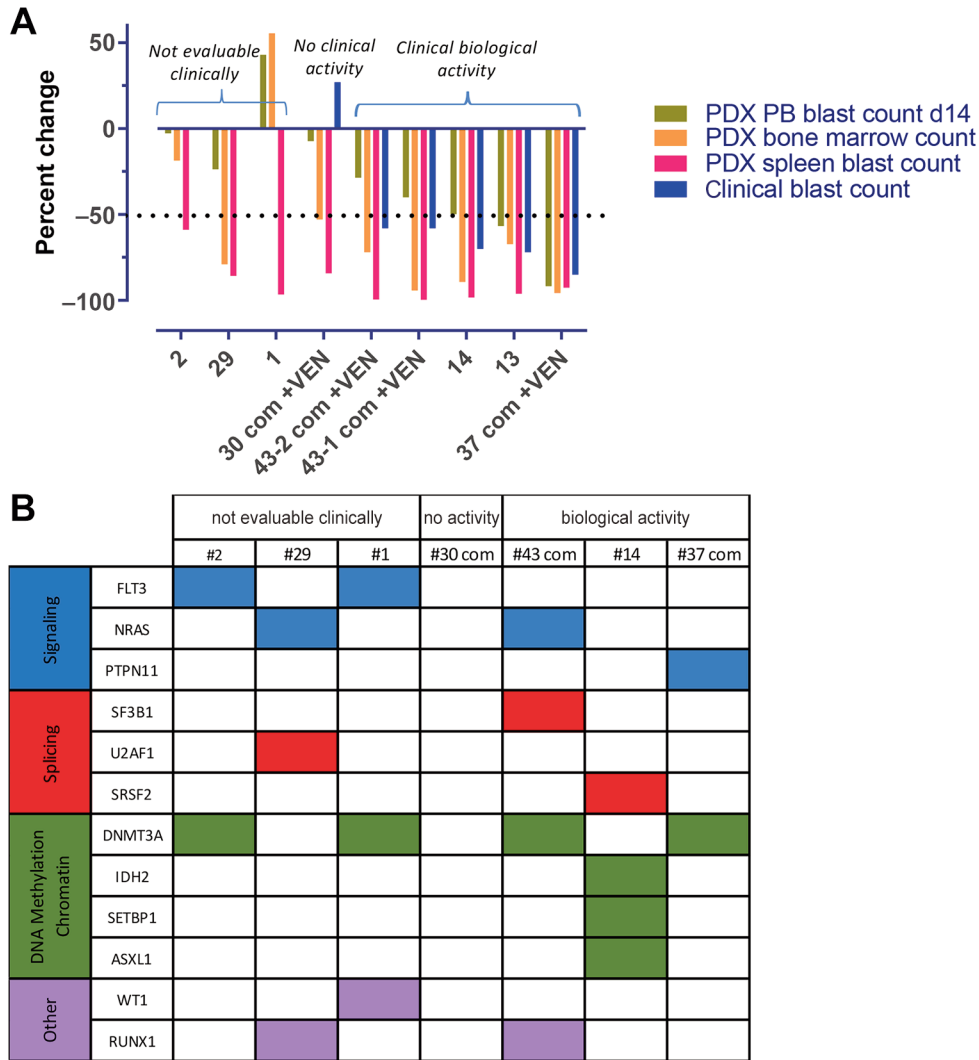 A
Percent change
50
0
−50
−100
Not evaluable
clinically
No clinical
activity
Clinical biological
activity
PDX PB blast count d14
PDX bone marrow count
PDX spleen blast count
Clinical blast count
2
29
1
30 com +VEN
43-2 com +VEN
43-1 com +VEN
14
13
37 com +VEN
B
not evaluable clinically no activity biological activity
#2 #29 #1 #30 com #43 com #14 #37 com
Signaling
FLT3
NRAS
PTPN11
Splicing
SF3B1
U2AF1
SRSF2
DNA Methylation
Chromatin
DNMT3A
IDH2
SETBP1
ASXL1
Other
WT1
RUNX1